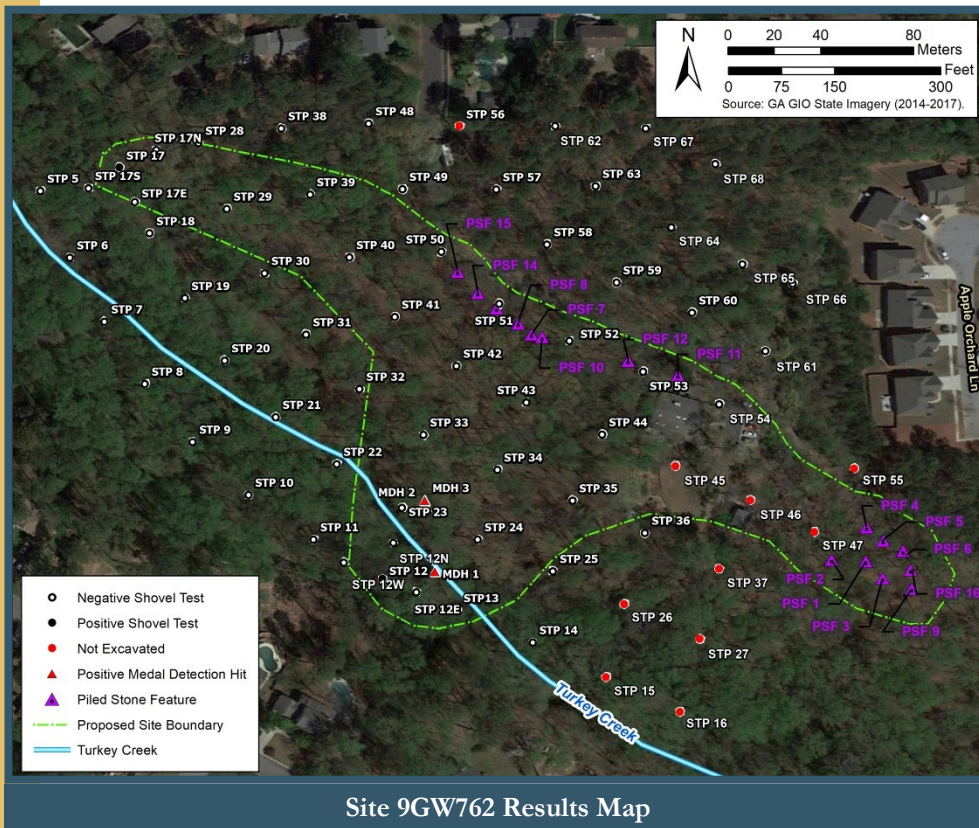 N
0 20 40 80
Meters
Feet
0 75 150 300
Source: GA GIO State Imagery (2014-2017).
STP 48
STP 38
STP 56
STP 28
STP 62
STP 67
STP 17N
STP 17
STP 68
STP 5
STP 17S
STP 49
STP 57
STP 63
STP 39
STP 17E
STP 29
PSF 15
STP 18
STP 58
STP 64
STP 6
STP 40
STP 50
PSF 14
STP 30
STP 59
STP 65
PSF 8
STP 19
STP 66
STP 41
STP 60
PSF 7
Apple Orchard Ln
STP 7
STP 31
STP 51
STP 52
PSF 12
PSF 11
STP 20
STP 42
PSF 10
STP 61
STP 8
STP 32
STP 53
STP 43
STP 21
STP 54
STP 33
STP 44
STP 9
STP 22
STP 34
STP 45
STP 55
STP 10
MDH 2
MDH 3
STP 35
STP 46
PSF 4
STP 23
PSF 5
STP 11
STP 24
STP 36
STP 47
PSF 6
STP 12N
STP 12
MDH 1
STP 25
PSF 2
STP 12W
STP 37
PSF 16
STP 12E
STP13
PSF 1
STP 26
PSF 3
PSF 9
STP 14
STP 27
STP 15
Turkey Creek
STP 16
Negative Shovel Test
Positive Shovel Test
Not Excavated
Positive Medal Detection Hit
Piled Stone Feature
Proposed Site Boundary
Turkey Creek
Site 9GW762 Results Map